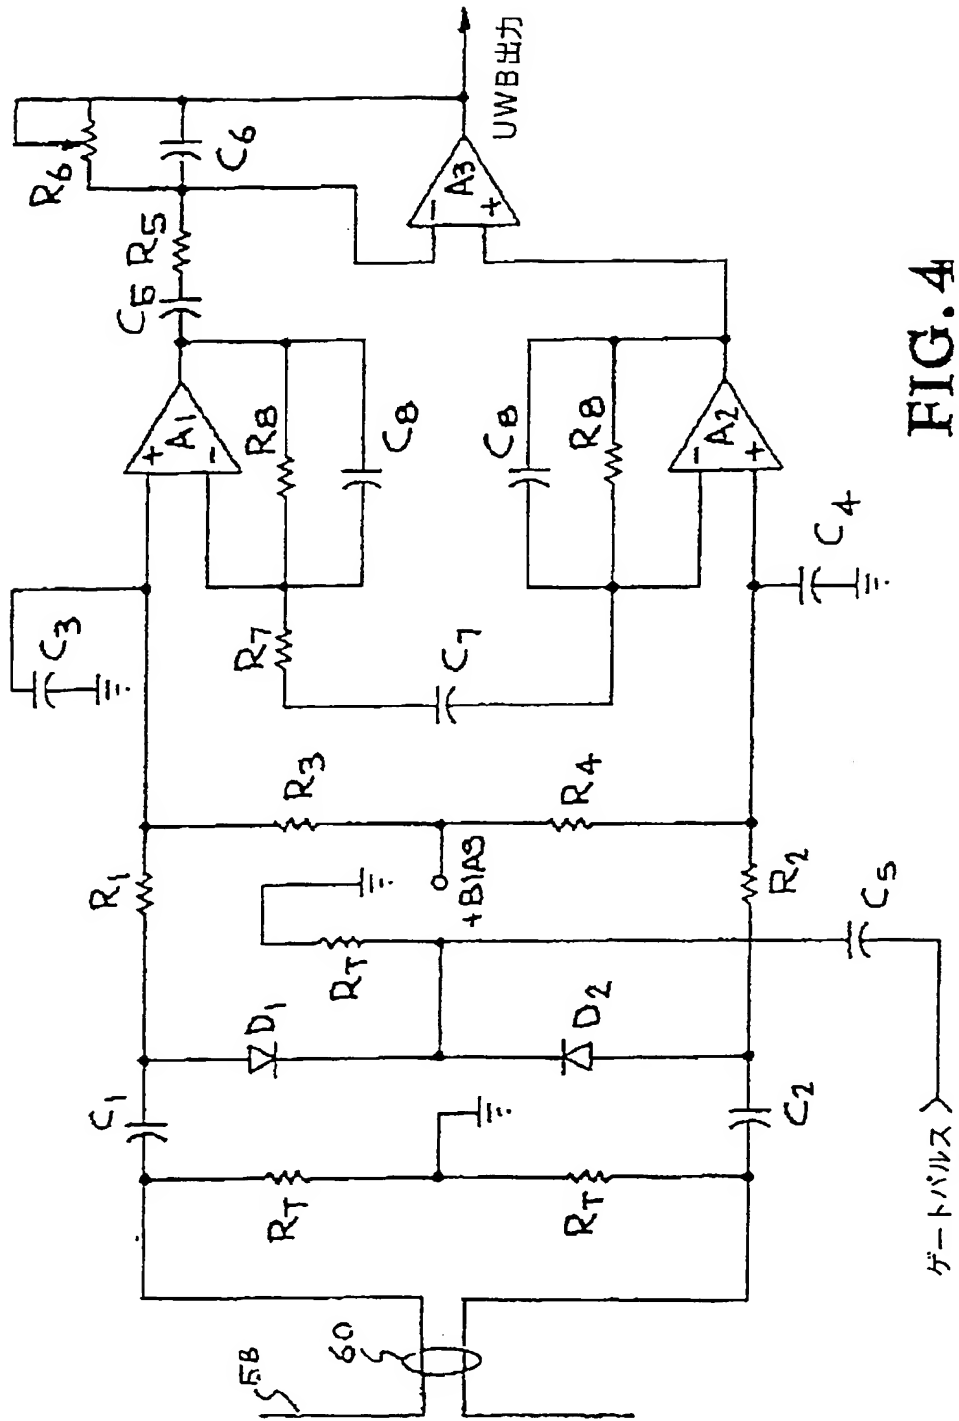 58
60
RT
RT
C1
C2
D1
D2
RT
+BIAS
R1
R2
R3
R4
C3
C4
R7
C7
R8
C8
C8
R8
+
A1
-
-
A2
+
C5
R5
R6
C6
-
A3
+
UWB出力
ゲートパルス
C5
FIG. 4